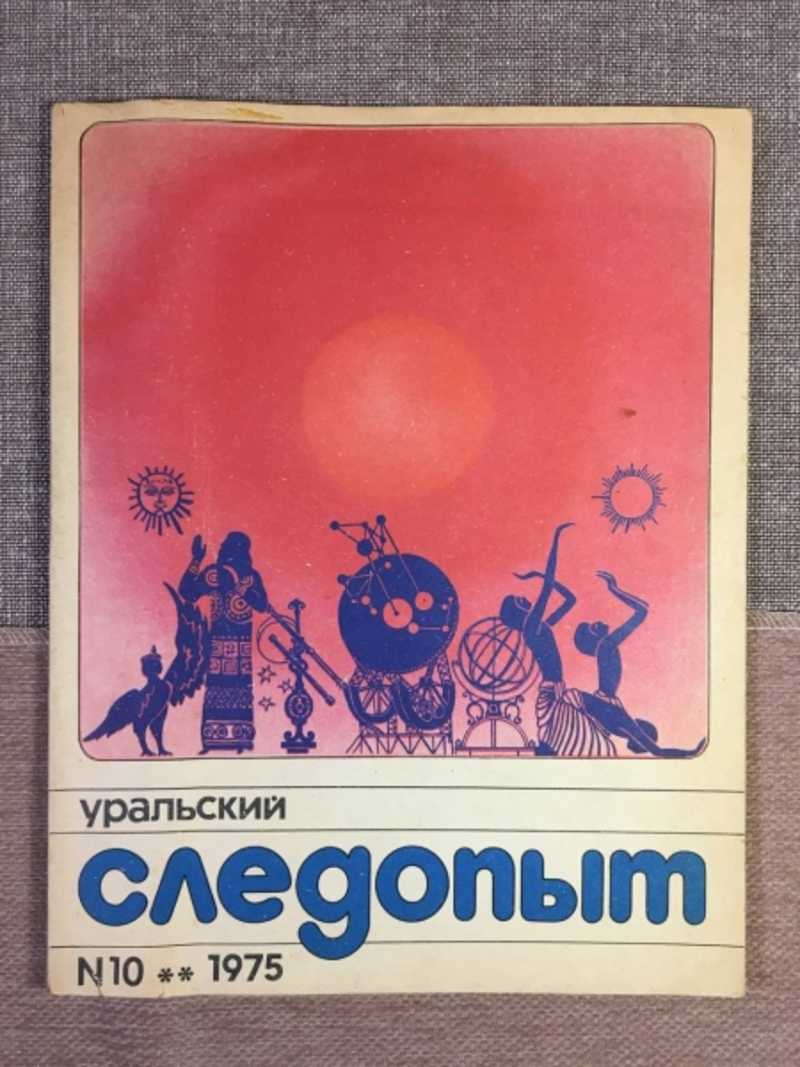 уральский
следопыт
N10 ** 1975